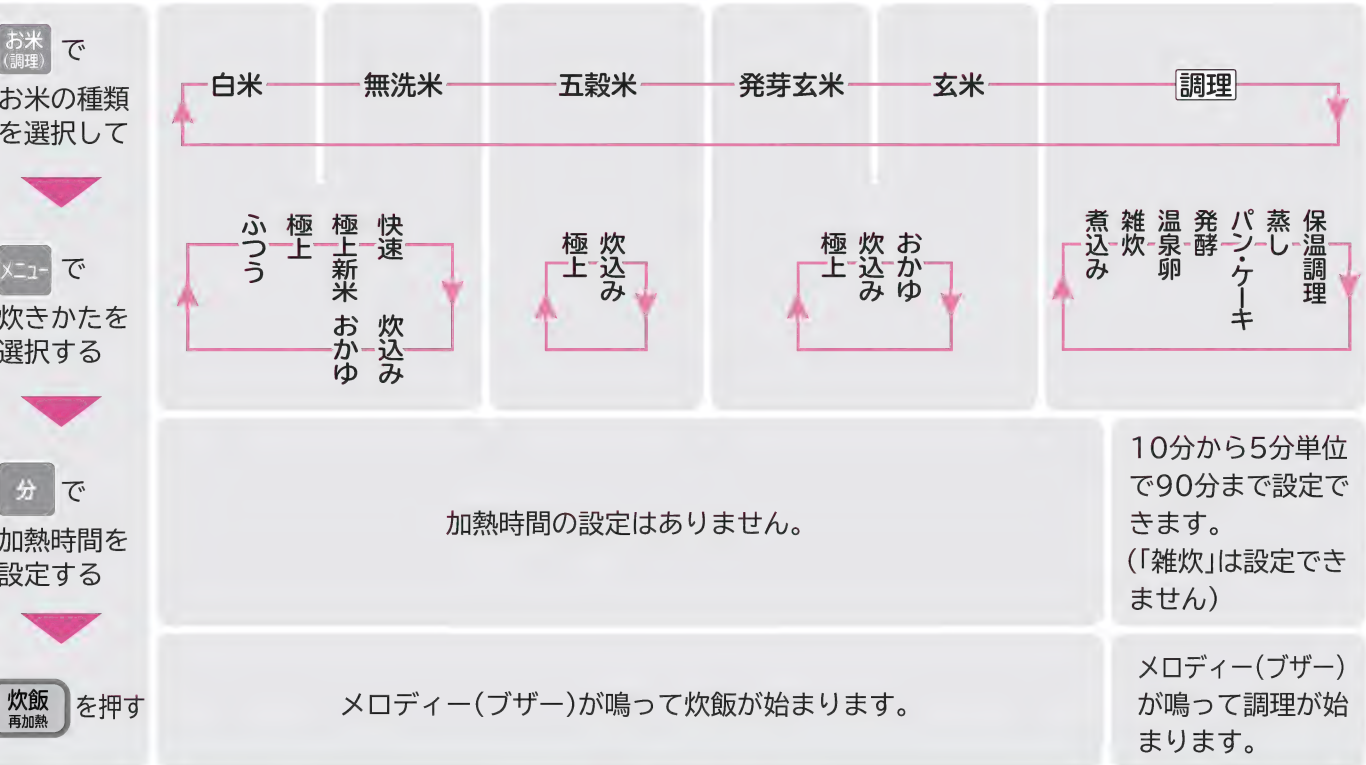 お米
(調理)
で
お米の種類
を選択して
白米
無洗米
五穀米
発芽玄米
玄米
調理
メニュー
で
炊きかたを
選択する
ふつう
極上
極上新米
快速
おかゆ
炊込み
極上
炊込み
極上
炊込み
おかゆ
煮込み
雑炊
温泉卵
発酵
パン・ケーキ
蒸し
保温調理
分
で
加熱時間を
設定する
加熱時間の設定はありません。
10分から5分単位
で90分まで設定で
きます。
(「雑炊」は設定でき
ません)
炊飯
再加熱
を押す
メロディー(ブザー)が鳴って炊飯が始まります。
メロディー(ブザー)
が鳴って調理が始
まります。